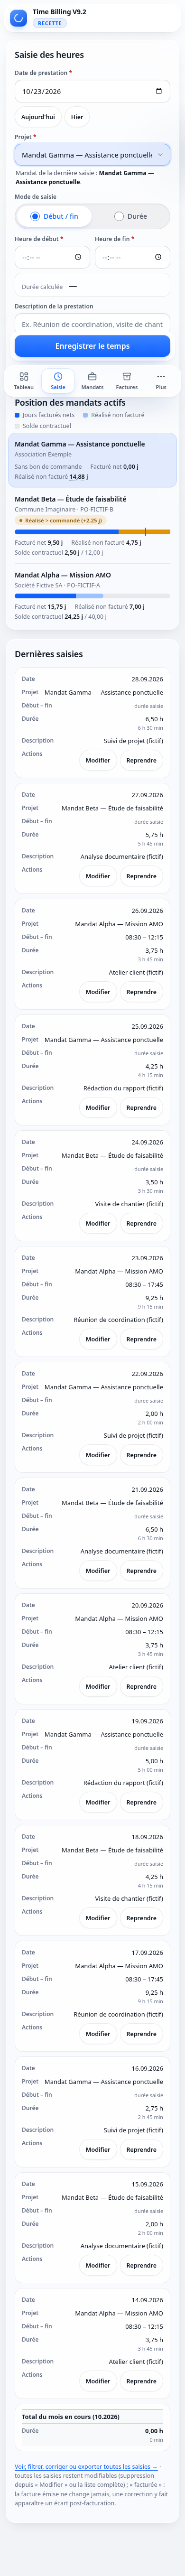 Time Billing V9.2
RECETTE
Saisie des heures
Date de prestation *
10/23/2026
Aujourd'hui
Hier
Projet *
Mandat Gamma — Assistance ponctuelle
Mandat de la dernière saisie : Mandat Gamma —
Assistance ponctuelle.
Mode de saisie
Début / fin
Durée
Heure de début *
Heure de fin *
--:-- --
--:-- --
Durée calculée —
Description de la prestation
Ex. Réunion de coordination, visite de chant
Enregistrer le temps
Tableau
Saisie
Mandats
Factures
Plus
Position des mandats actifs
Jours facturés nets
Réalisé non facturé
Solde contractuel
Mandat Gamma — Assistance ponctuelle
Association Exemple
Sans bon de commande Facturé net 0,00 j
Réalisé non facturé 14,88 j
Mandat Beta — Étude de faisabilité
Commune Imaginaire · PO-FICTIF-B
Réalisé > commandé (+2,25 j)
Facturé net 9,50 j Réalisé non facturé 4,75 j
Solde contractuel 2,50 j / 12,00 j
Mandat Alpha — Mission AMO
Société Fictive SA · PO-FICTIF-A
Facturé net 15,75 j Réalisé non facturé 7,00 j
Solde contractuel 24,25 j / 40,00 j
Dernières saisies
Date 28.09.2026
Projet Mandat Gamma — Assistance ponctuelle
Début – fin durée saisie
Durée 6,50 h
6 h 30 min
Description Suivi de projet (fictif)
Actions Modifier Reprendre
Date 27.09.2026
Projet Mandat Beta — Étude de faisabilité
Début – fin durée saisie
Durée 5,75 h
5 h 45 min
Description Analyse documentaire (fictif)
Actions Modifier Reprendre
Date 26.09.2026
Projet Mandat Alpha — Mission AMO
Début – fin 08:30 – 12:15
Durée 3,75 h
3 h 45 min
Description Atelier client (fictif)
Actions Modifier Reprendre
Date 25.09.2026
Projet Mandat Gamma — Assistance ponctuelle
Début – fin durée saisie
Durée 4,25 h
4 h 15 min
Description Rédaction du rapport (fictif)
Actions Modifier Reprendre
Date 24.09.2026
Projet Mandat Beta — Étude de faisabilité
Début – fin durée saisie
Durée 3,50 h
3 h 30 min
Description Visite de chantier (fictif)
Actions Modifier Reprendre
Date 23.09.2026
Projet Mandat Alpha — Mission AMO
Début – fin 08:30 – 17:45
Durée 9,25 h
9 h 15 min
Description Réunion de coordination (fictif)
Actions Modifier Reprendre
Date 22.09.2026
Projet Mandat Gamma — Assistance ponctuelle
Début – fin durée saisie
Durée 2,00 h
2 h 00 min
Description Suivi de projet (fictif)
Actions Modifier Reprendre
Date 21.09.2026
Projet Mandat Beta — Étude de faisabilité
Début – fin durée saisie
Durée 6,50 h
6 h 30 min
Description Analyse documentaire (fictif)
Actions Modifier Reprendre
Date 20.09.2026
Projet Mandat Alpha — Mission AMO
Début – fin 08:30 – 12:15
Durée 3,75 h
3 h 45 min
Description Atelier client (fictif)
Actions Modifier Reprendre
Date 19.09.2026
Projet Mandat Gamma — Assistance ponctuelle
Début – fin durée saisie
Durée 5,00 h
5 h 00 min
Description Rédaction du rapport (fictif)
Actions Modifier Reprendre
Date 18.09.2026
Projet Mandat Beta — Étude de faisabilité
Début – fin durée saisie
Durée 4,25 h
4 h 15 min
Description Visite de chantier (fictif)
Actions Modifier Reprendre
Date 17.09.2026
Projet Mandat Alpha — Mission AMO
Début – fin 08:30 – 17:45
Durée 9,25 h
9 h 15 min
Description Réunion de coordination (fictif)
Actions Modifier Reprendre
Date 16.09.2026
Projet Mandat Gamma — Assistance ponctuelle
Début – fin durée saisie
Durée 2,75 h
2 h 45 min
Description Suivi de projet (fictif)
Actions Modifier Reprendre
Date 15.09.2026
Projet Mandat Beta — Étude de faisabilité
Début – fin durée saisie
Durée 2,00 h
2 h 00 min
Description Analyse documentaire (fictif)
Actions Modifier Reprendre
Date 14.09.2026
Projet Mandat Alpha — Mission AMO
Début – fin 08:30 – 12:15
Durée 3,75 h
3 h 45 min
Description Atelier client (fictif)
Actions Modifier Reprendre
Total du mois en cours (10.2026)
Durée 0,00 h
0 min
Voir, filtrer, corriger ou exporter toutes les saisies → ·
toutes les saisies restent modifiables (suppression
depuis « Modifier » ou la liste complète) ; « facturée » :
la facture émise ne change jamais, une correction y fait
apparaître un écart post-facturation.